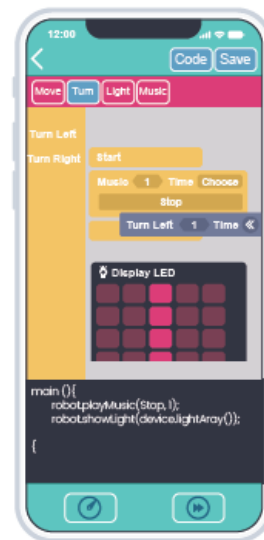 12:00
Code Save
Move Turn Light Music
Turn Left
Turn Right
Start
Music 1 Time Choose
Stop
Turn Left 1 Time
Display LED
main (){
robot.playMusic(Stop, 1);
robot.showLight(device.lightArray());
{